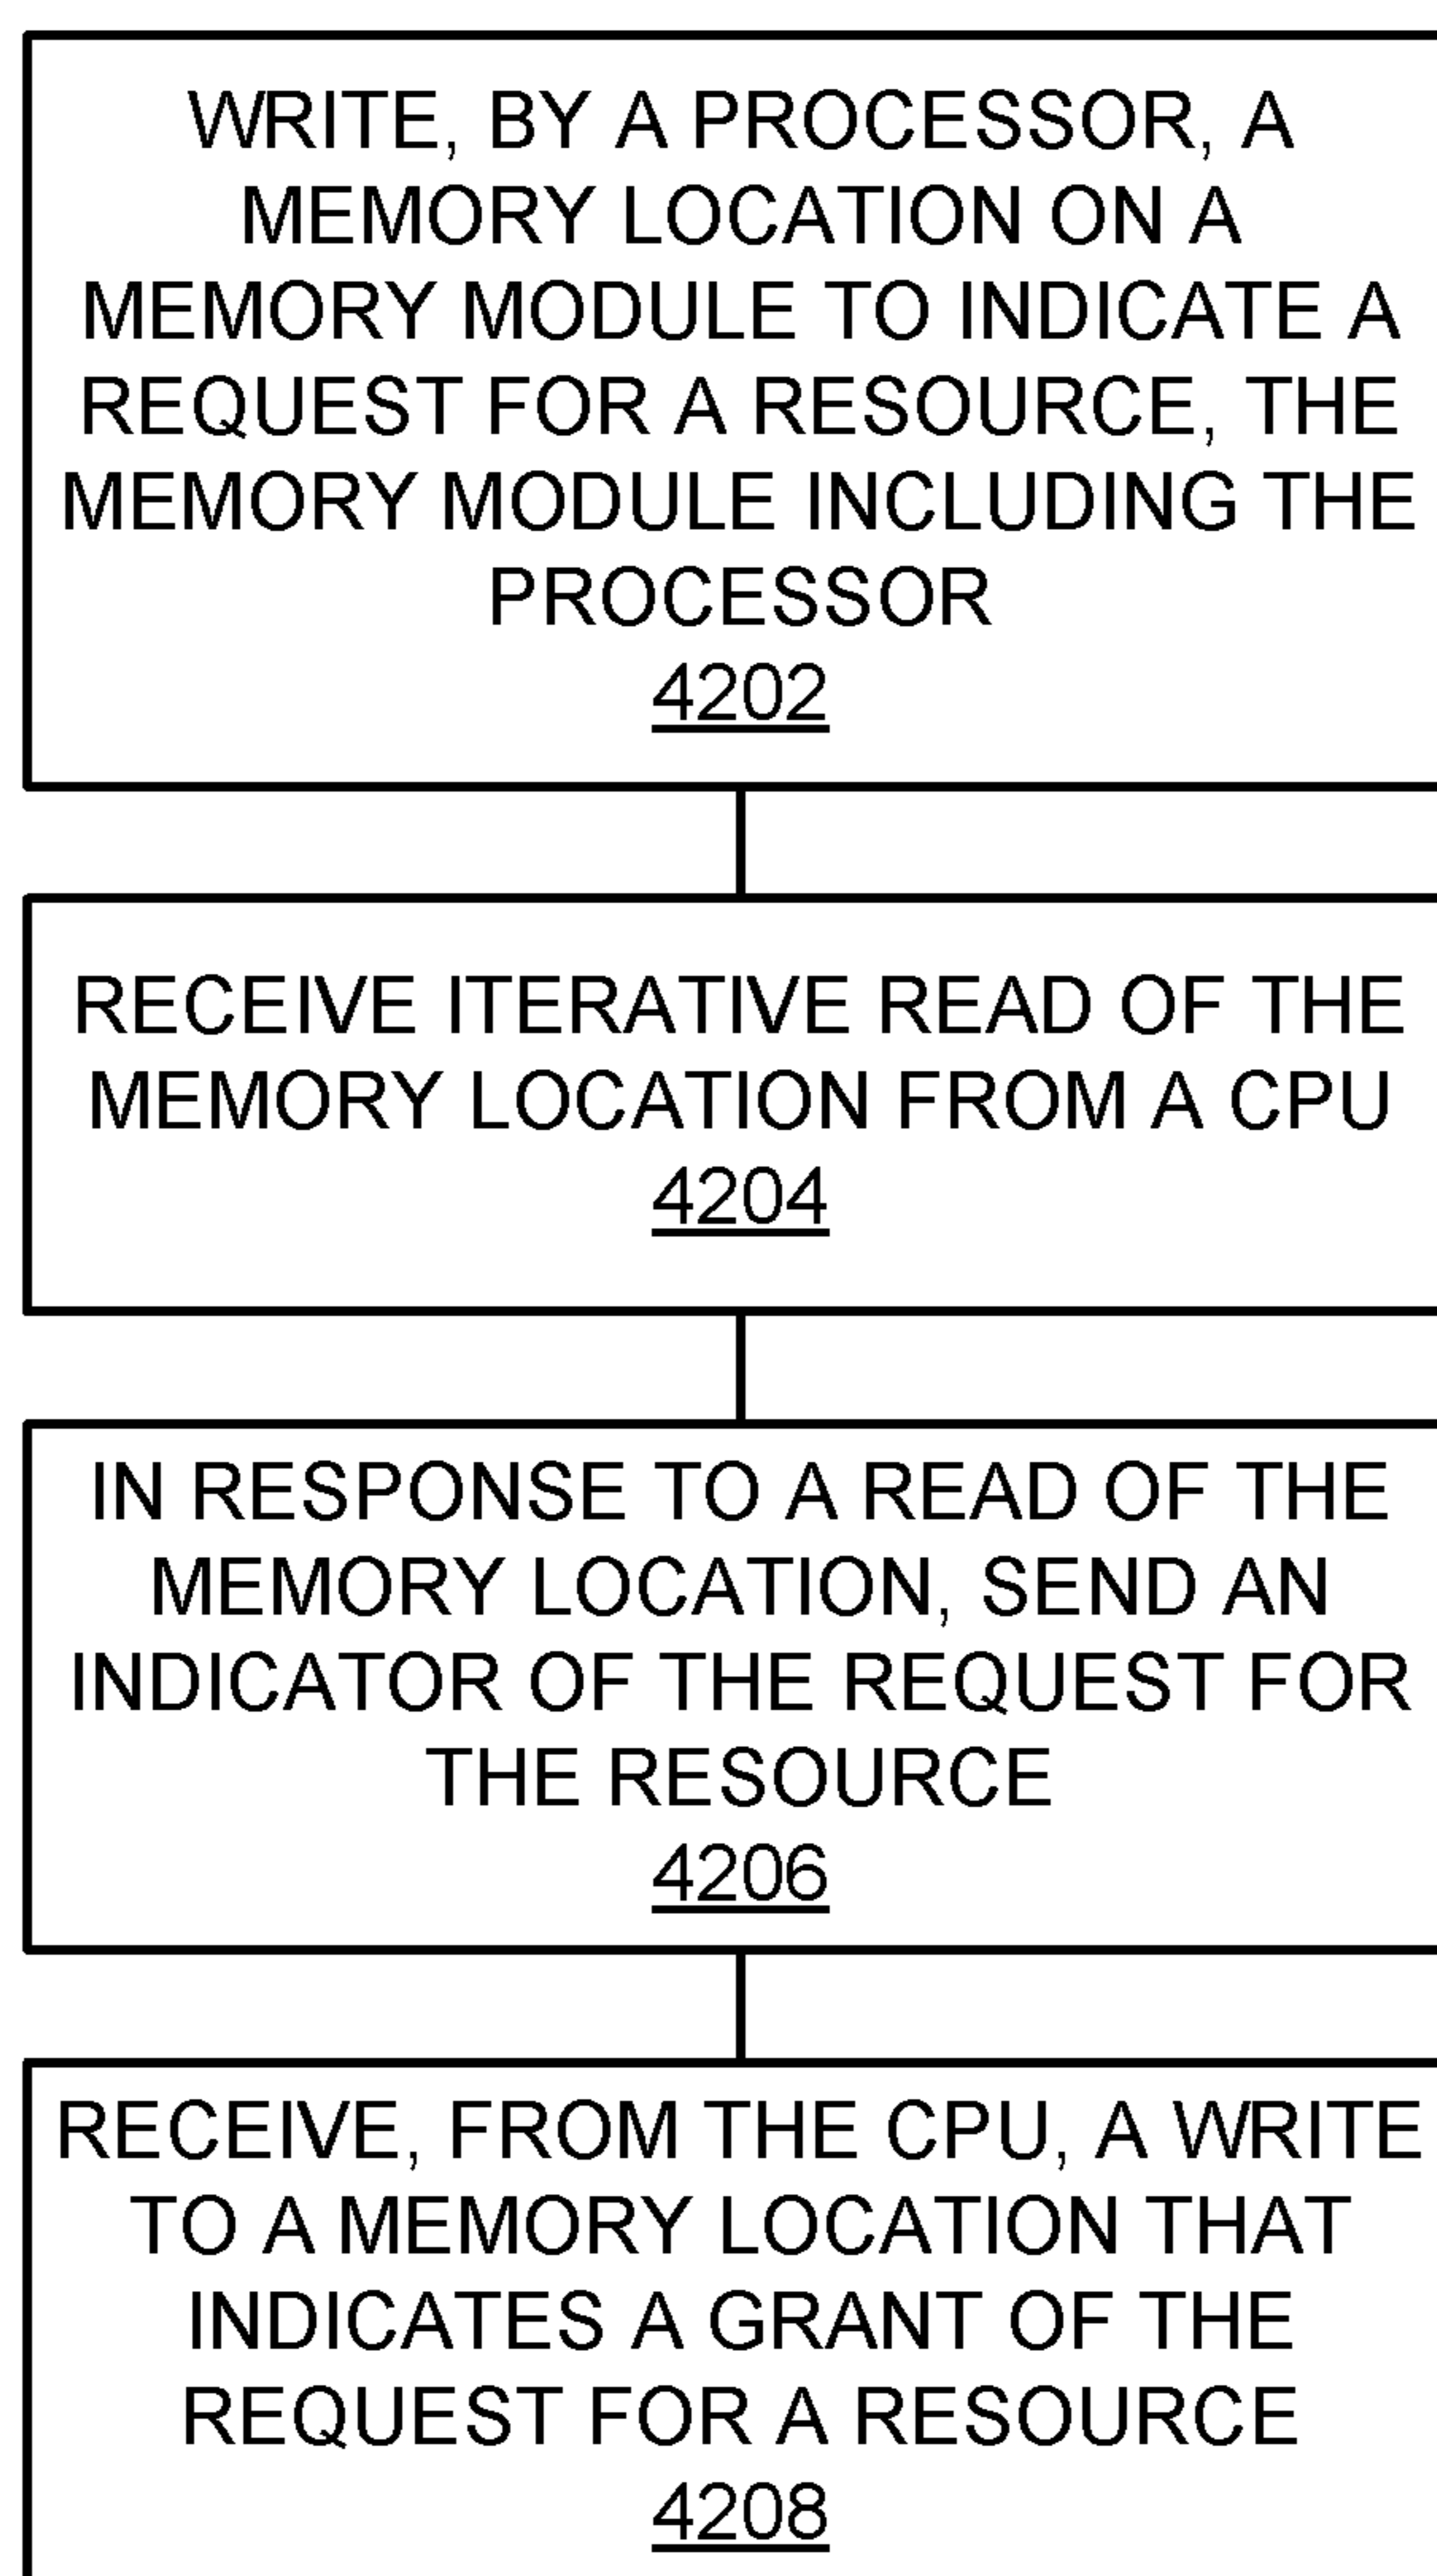 WRITE, BY A PROCESSOR, A
MEMORY LOCATION ON A
MEMORY MODULE TO INDICATE A
REQUEST FOR A RESOURCE, THE
MEMORY MODULE INCLUDING THE
PROCESSOR
4202
RECEIVE ITERATIVE READ OF THE
MEMORY LOCATION FROM A CPU
4204
IN RESPONSE TO A READ OF THE
MEMORY LOCATION, SEND AN
INDICATOR OF THE REQUEST FOR
THE RESOURCE
4206
RECEIVE, FROM THE CPU, A WRITE
TO A MEMORY LOCATION THAT
INDICATES A GRANT OF THE
REQUEST FOR A RESOURCE
4208